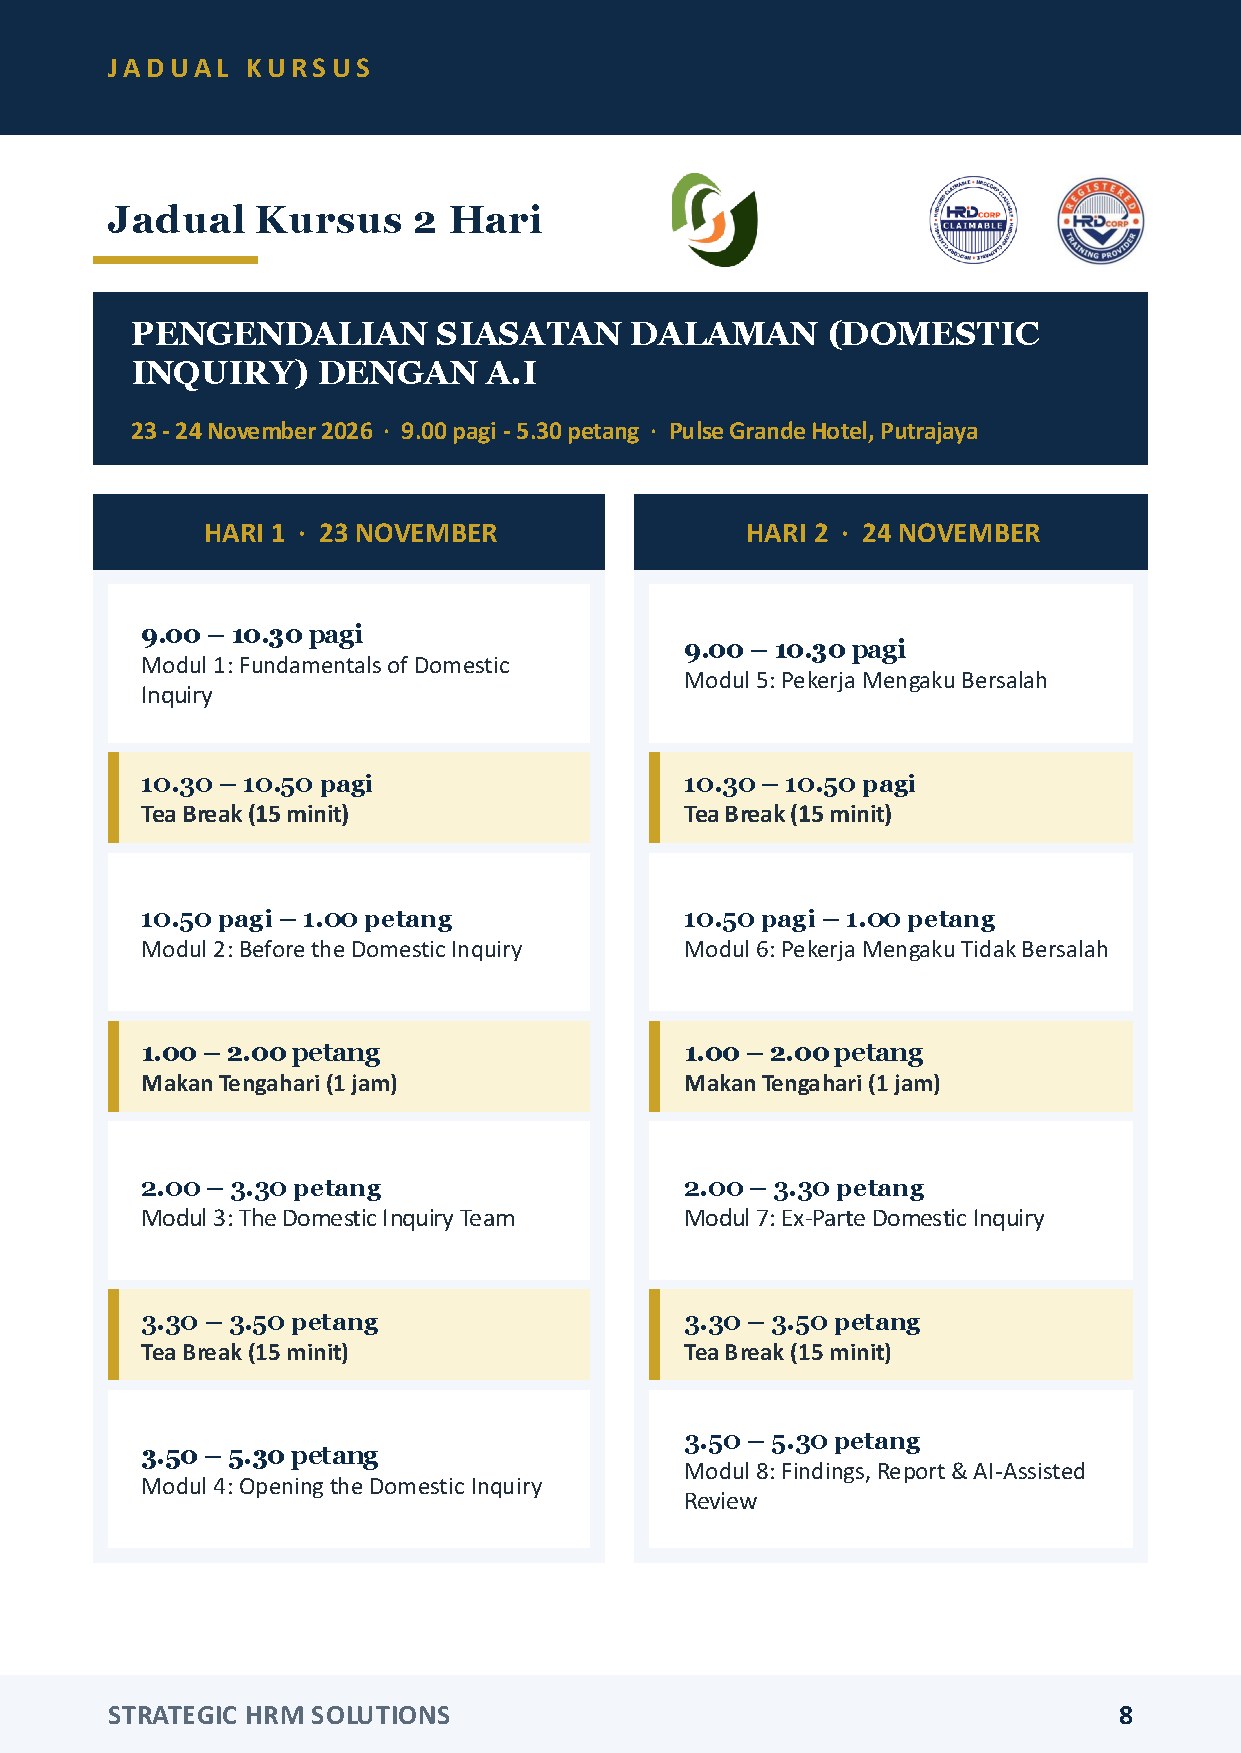 JADUAL KURSUS
Jadual Kursus 2 Hari
HRD CORP
CLAIMABLE
REGISTERED
HRD CORP
TRAINING PROVIDER
PENGENDALIAN SIASATAN DALAMAN (DOMESTIC
INQUIRY) DENGAN A.I
23 - 24 November 2026 · 9.00 pagi - 5.30 petang · Pulse Grande Hotel, Putrajaya
HARI 1 · 23 NOVEMBER
9.00 – 10.30 pagi
Modul 1: Fundamentals of Domestic
Inquiry
10.30 – 10.50 pagi
Tea Break (15 minit)
10.50 pagi – 1.00 petang
Modul 2: Before the Domestic Inquiry
1.00 – 2.00 petang
Makan Tengahari (1 jam)
2.00 – 3.30 petang
Modul 3: The Domestic Inquiry Team
3.30 – 3.50 petang
Tea Break (15 minit)
3.50 – 5.30 petang
Modul 4: Opening the Domestic Inquiry
HARI 2 · 24 NOVEMBER
9.00 – 10.30 pagi
Modul 5: Pekerja Mengaku Bersalah
10.30 – 10.50 pagi
Tea Break (15 minit)
10.50 pagi – 1.00 petang
Modul 6: Pekerja Mengaku Tidak Bersalah
1.00 – 2.00 petang
Makan Tengahari (1 jam)
2.00 – 3.30 petang
Modul 7: Ex-Parte Domestic Inquiry
3.30 – 3.50 petang
Tea Break (15 minit)
3.50 – 5.30 petang
Modul 8: Findings, Report & AI-Assisted
Review
STRATEGIC HRM SOLUTIONS
8